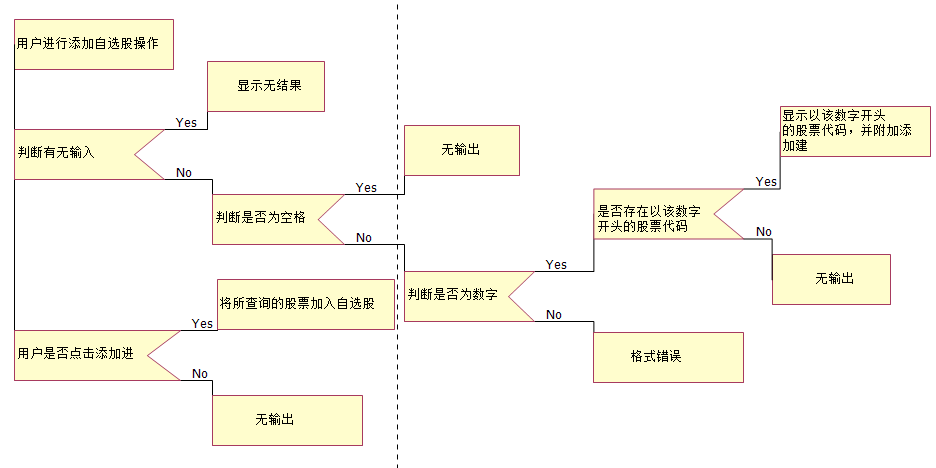 用户进行添加自选股操作
显示无结果
Yes
判断有无输入
No
无输出
Yes
判断是否为空格
No
显示以该数字开头
的股票代码，并附加添
加建
Yes
是否存在以该数字
开头的股票代码
No
无输出
Yes
判断是否为数字
No
格式错误
将所查询的股票加入自选股
Yes
用户是否点击添加进
No
无输出